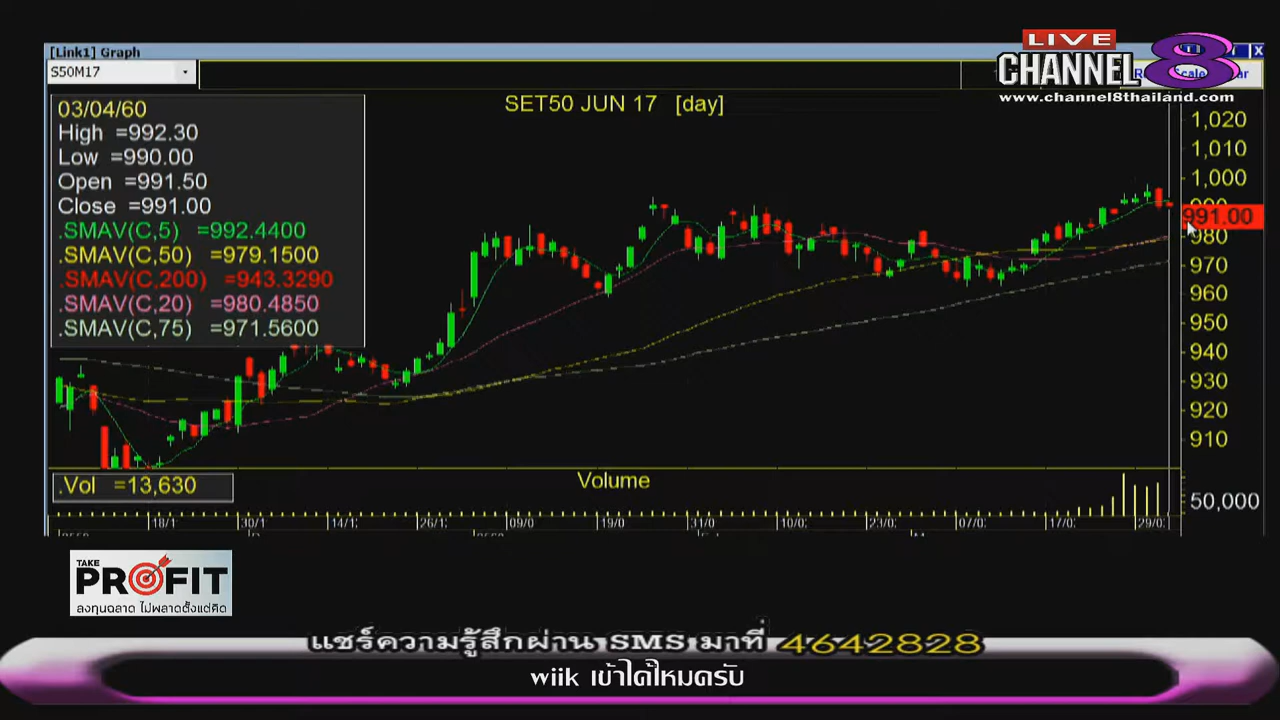 [Link1] Graph
S50M17
LIVE
CHANNEL 8
www.channel8thailand.com
SET50 JUN 17 [day]
03/04/60
High =992.30
Low =990.00
Open =991.50
Close =991.00
.SMAV(C,5) =992.4400
.SMAV(C,50) =979.1500
.SMAV(C,200) =943.3290
.SMAV(C,20) =980.4850
.SMAV(C,75) =971.5600
1,020
1,010
1,000
991.00
980
970
960
950
940
930
920
910
.Vol =13,630
Volume
50,000
18/1 30/1 14/1 26/1 09/0 19/0 31/0 10/0 23/0 07/0 17/0 29/0
TAKE
PROFIT
ลงทุนฉลาด ไม่พลาดตั้งแต่คิด
แชร์ความรู้สึกผ่าน SMS มาที่ 4642828
wiik เข้าได้ไหมครับ